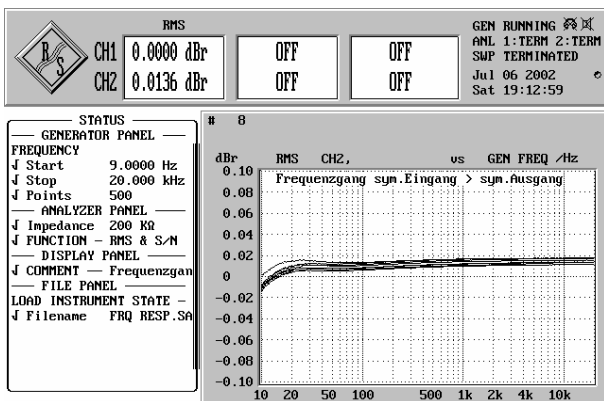 RMS
GEN RUNNING
R S
CH1 0.0000 dBr OFF OFF
ANL 1:TERM 2:TERM
SWP TERMINATED
CH2 0.0136 dBr OFF OFF
Jul 06 2002
Sat 19:12:59
STATUS
GENERATOR PANEL
FREQUENCY
Start 9.0000 Hz
Stop 20.000 kHz
Points 500
ANALYZER PANEL
Impedance 200 KΩ
FUNCTION - RMS & S/N
DISPLAY PANEL
COMMENT — Frequenzgan
FILE PANEL
LOAD INSTRUMENT STATE -
Filename FRQ RESP.SA
# 8
dBr RMS CH2, vs GEN FREQ /Hz
Frequenzgang sym.Eingang > sym.Ausgang
0.10
0.08
0.06
0.04
0.02
0
-0.02
-0.04
-0.06
-0.08
-0.10
10 20 50 100 500 1k 2k 4k 10k